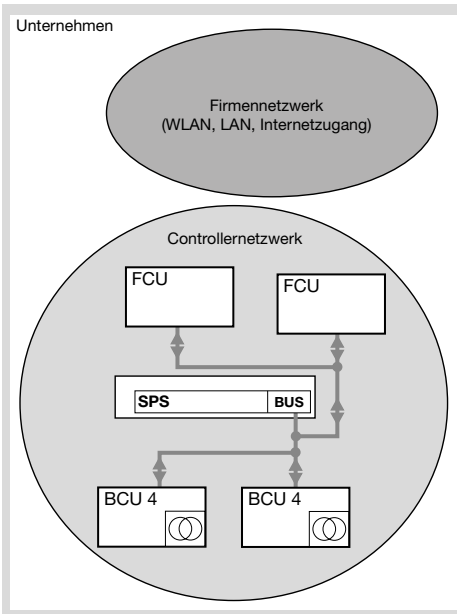 Unternehmen
Firmennetzwerk
(WLAN, LAN, Internetzugang)
Controllernetzwerk
FCU
FCU
SPS
BUS
BCU 4
BCU 4